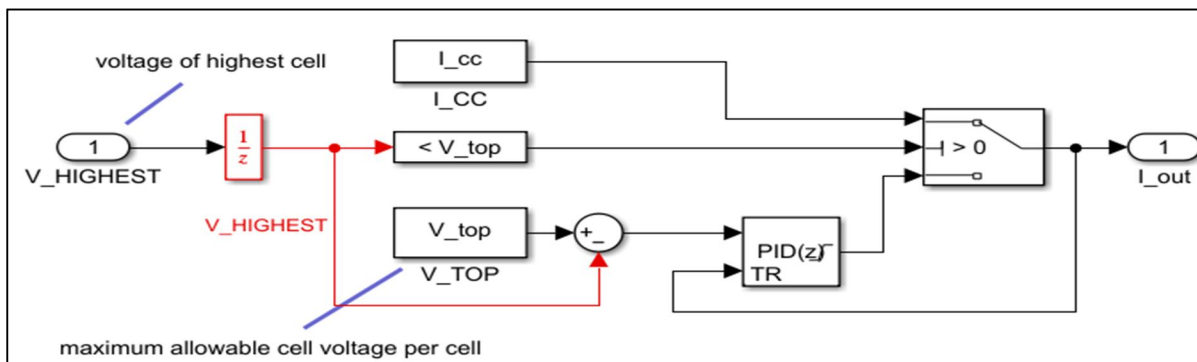 voltage of highest cell
I_cc
I_CC
1
V_HIGHEST
1
z
< V_top
> 0
1
I_out
V_HIGHEST
V_top
V_TOP
+
-
PID(z)
TR
maximum allowable cell voltage per cell